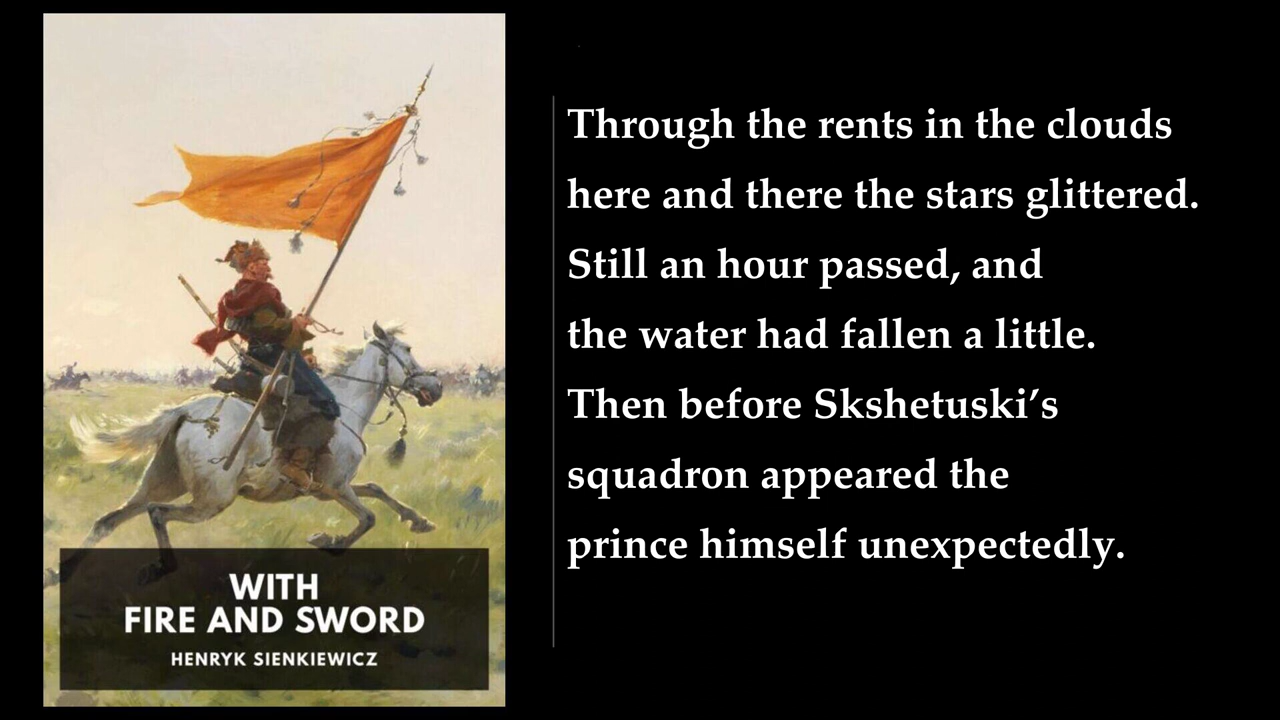 WITH
FIRE AND SWORD
HENRYK SIENKIEWICZ
Through the rents in the clouds
here and there the stars glittered.
Still an hour passed, and
the water had fallen a little.
Then before Skshetuski’s
squadron appeared the
prince himself unexpectedly.